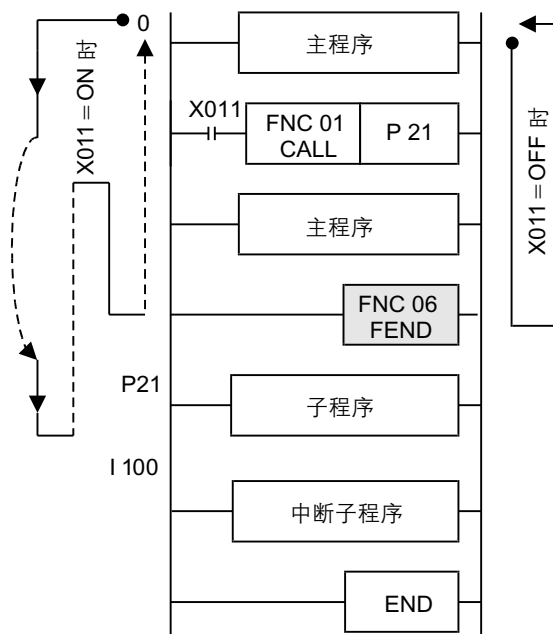 0
主程序
X011 = ON 时
X011 = OFF 时
X011
FNC 01
CALL
P 21
主程序
FNC 06
FEND
P21
子程序
I 100
中断子程序
END